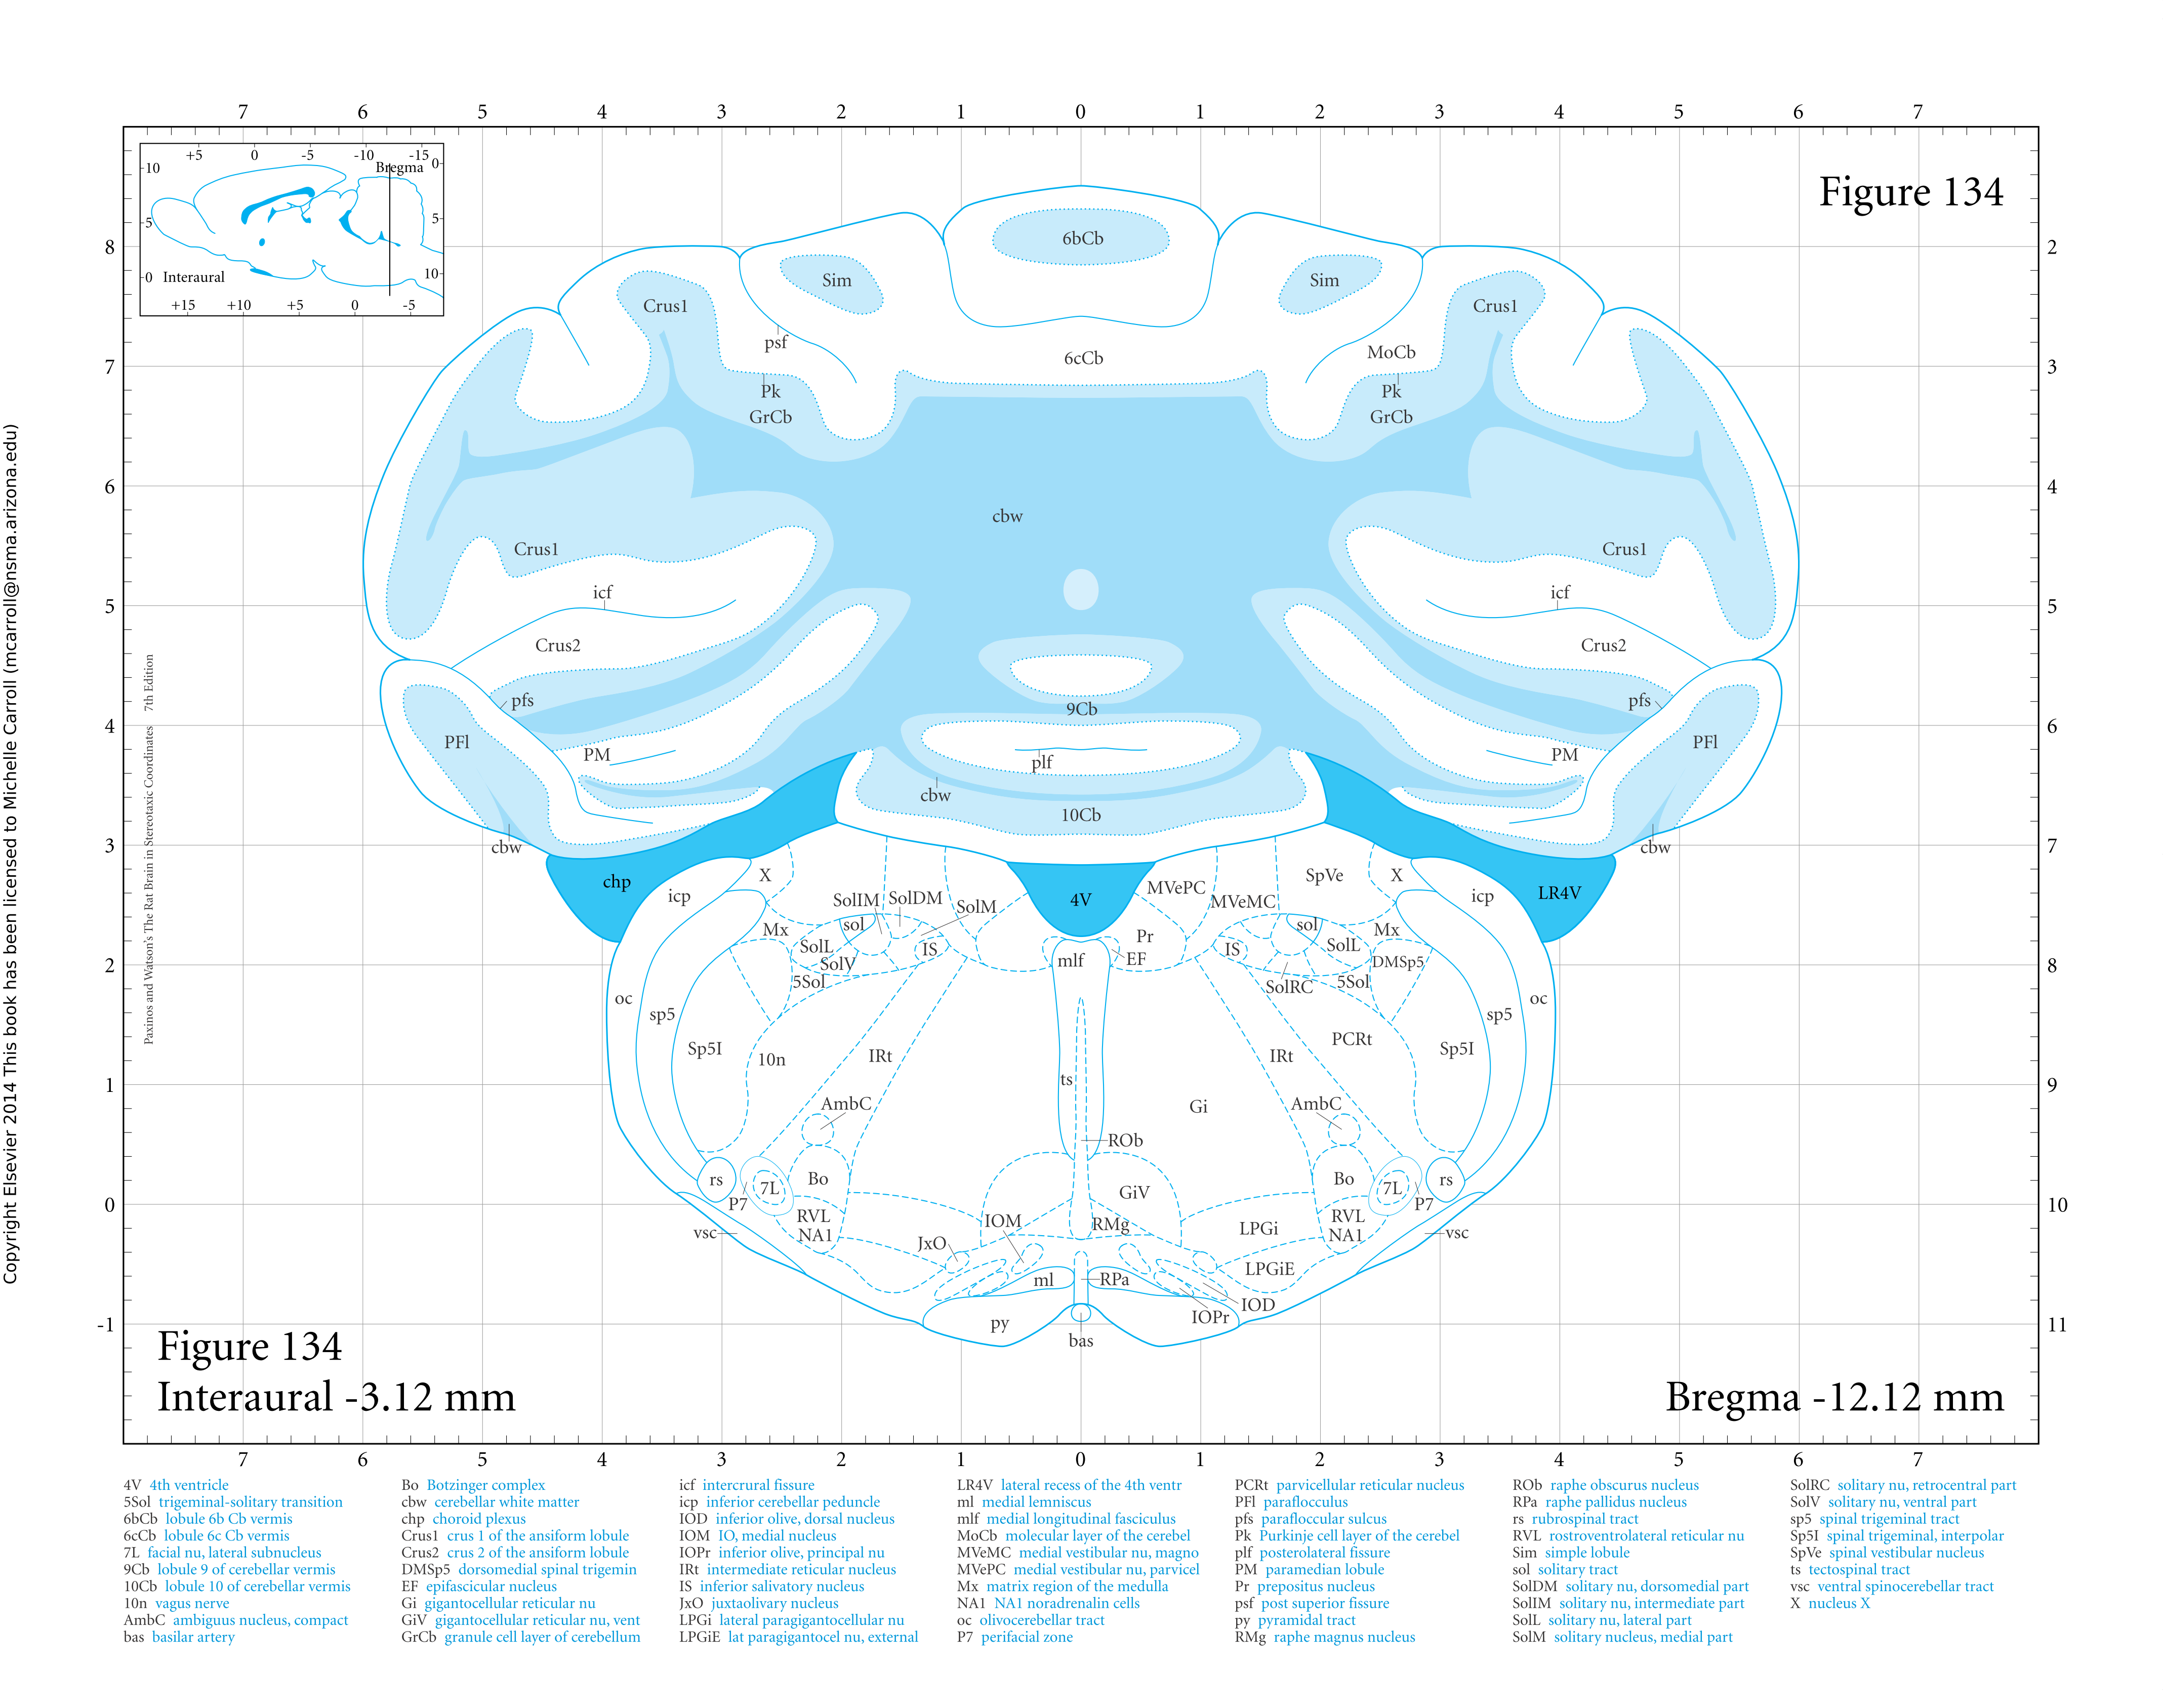 7 6 5 4 3 2 1 0 1 2 3 4 5 6 7
+5 0 -5 -10 -15
Bregma 0
10
5 5
10
0 Interaural
+15 +10 +5 0 -5
Figure 134
8 2
7 3
6 4
5 5
4 6
3 7
2 8
1 9
0 10
-1 11
6bCb
Sim Sim
Crus1 Crus1
psf 6cCb MoCb
Pk Pk
GrCb GrCb
cbw
Crus1 Crus1
icf icf
Crus2 Crus2
pfs 9Cb pfs
PFl PM plf PM PFl
cbw 10Cb
cbw cbw
chp icp X 4V MVePC SpVe X icp LR4V
SolIM SolDM SolM MVeMC
Mx sol sol Mx
SolL IS Pr IS SolL
SolV mlf EF DMSp5
5Sol SolRC 5Sol
oc sp5 sp5 oc
Sp5I 10n IRt IRt PCRt Sp5I
ts
AmbC Gi AmbC
ROb
rs 7L Bo GiV Bo 7L rs
P7 P7
RVL IOM RMg LPGi RVL
NA1 NA1
vsc JxO vsc
ml RPa LPGiE
IOD
IOPr
py bas
Figure 134
Interaural -3.12 mm
Bregma -12.12 mm
7 6 5 4 3 2 1 0 1 2 3 4 5 6 7
Copyright Elsevier 2014 This book has been licensed to Michelle Carroll (mcarroll@nsma.arizona.edu)
Paxinos and Watson's The Rat Brain in Stereotaxic Coordinates 7th Edition
4V 4th ventricle
5Sol trigeminal-solitary transition
6bCb lobule 6b Cb vermis
6cCb lobule 6c Cb vermis
7L facial nu, lateral subnucleus
9Cb lobule 9 of cerebellar vermis
10Cb lobule 10 of cerebellar vermis
10n vagus nerve
AmbC ambiguus nucleus, compact
bas basilar artery
Bo Botzinger complex
cbw cerebellar white matter
chp choroid plexus
Crus1 crus 1 of the ansiform lobule
Crus2 crus 2 of the ansiform lobule
DMSp5 dorsomedial spinal trigemin
EF epifascicular nucleus
Gi gigantocellular reticular nu
GiV gigantocellular reticular nu, vent
GrCb granule cell layer of cerebellum
icf intercrural fissure
icp inferior cerebellar peduncle
IOD inferior olive, dorsal nucleus
IOM IO, medial nucleus
IOPr inferior olive, principal nu
IRt intermediate reticular nucleus
IS inferior salivatory nucleus
JxO juxtaolivary nucleus
LPGi lateral paragigantocellular nu
LPGiE lat paragigantocel nu, external
LR4V lateral recess of the 4th ventr
ml medial lemniscus
mlf medial longitudinal fasciculus
MoCb molecular layer of the cerebel
MVeMC medial vestibular nu, magno
MVePC medial vestibular nu, parvicel
Mx matrix region of the medulla
NA1 NA1 noradrenalin cells
oc olivocerebellar tract
P7 perifacial zone
PCRt parvicellular reticular nucleus
PFl paraflocculus
pfs parafloccular sulcus
Pk Purkinje cell layer of the cerebel
plf posterolateral fissure
PM paramedian lobule
Pr prepositus nucleus
psf post superior fissure
py pyramidal tract
RMg raphe magnus nucleus
ROb raphe obscurus nucleus
RPa raphe pallidus nucleus
rs rubrospinal tract
RVL rostroventrolateral reticular nu
Sim simple lobule
sol solitary tract
SolDM solitary nu, dorsomedial part
SolIM solitary nu, intermediate part
SolL solitary nu, lateral part
SolM solitary nucleus, medial part
SolRC solitary nu, retrocentral part
SolV solitary nu, ventral part
sp5 spinal trigeminal tract
Sp5I spinal trigeminal, interpolar
SpVe spinal vestibular nucleus
ts tectospinal tract
vsc ventral spinocerebellar tract
X nucleus X